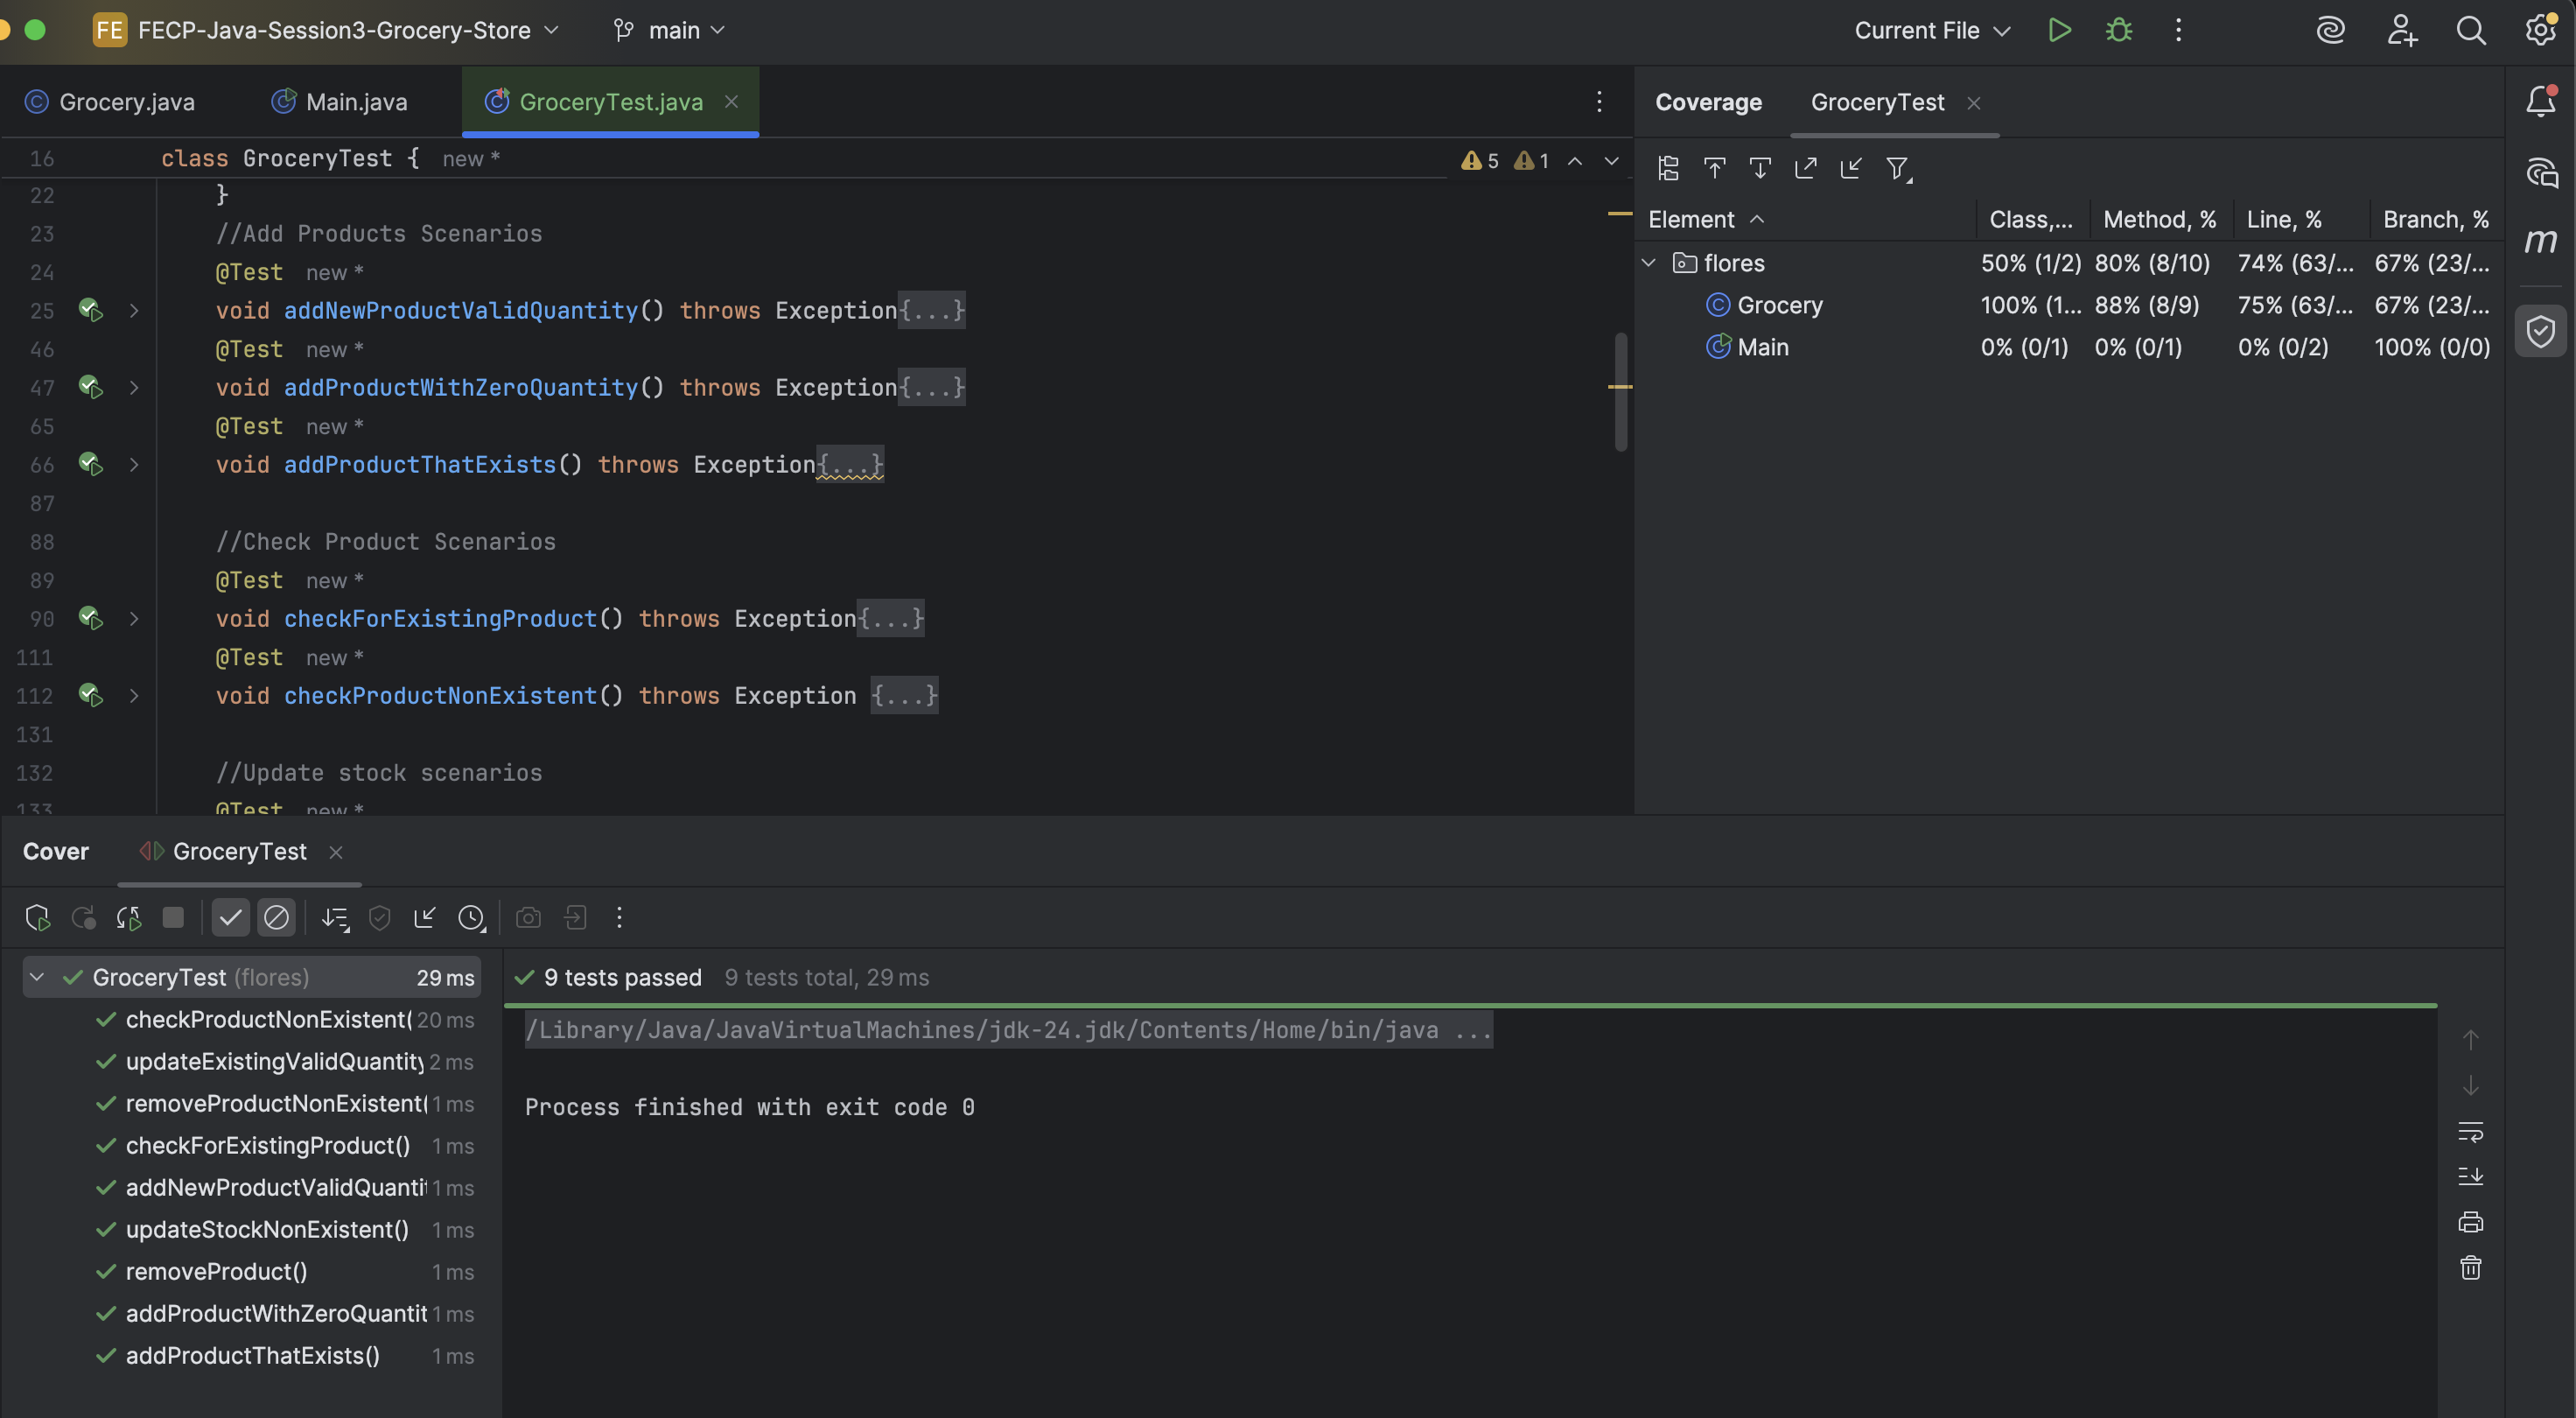 FE FECP-Java-Session3-Grocery-Store main Current File
Grocery.java Main.java GroceryTest.java
Coverage GroceryTest
16 class GroceryTest { new *
5 1
22 }
23 //Add Products Scenarios
24 @Test new *
25 void addNewProductValidQuantity() throws Exception{...}
46 @Test new *
47 void addProductWithZeroQuantity() throws Exception{...}
65 @Test new *
66 void addProductThatExists() throws Exception{...}
87
88 //Check Product Scenarios
89 @Test new *
90 void checkForExistingProduct() throws Exception{...}
111 @Test new *
112 void checkProductNonExistent() throws Exception {...}
131
132 //Update stock scenarios
133 @Test new *
Element Class,... Method, % Line, % Branch, %
flores 50% (1/2) 80% (8/10) 74% (63/... 67% (23/...
Grocery 100% (1... 88% (8/9) 75% (63/... 67% (23/...
Main 0% (0/1) 0% (0/1) 0% (0/2) 100% (0/0)
m
Cover GroceryTest
GroceryTest (flores) 29 ms
checkProductNonExistent( 20 ms
updateExistingValidQuantity 2 ms
removeProductNonExistent( 1 ms
checkForExistingProduct() 1 ms
addNewProductValidQuantit 1 ms
updateStockNonExistent() 1 ms
removeProduct() 1 ms
addProductWithZeroQuantit 1 ms
addProductThatExists() 1 ms
9 tests passed 9 tests total, 29 ms
/Library/Java/JavaVirtualMachines/jdk-24.jdk/Contents/Home/bin/java ...
Process finished with exit code 0